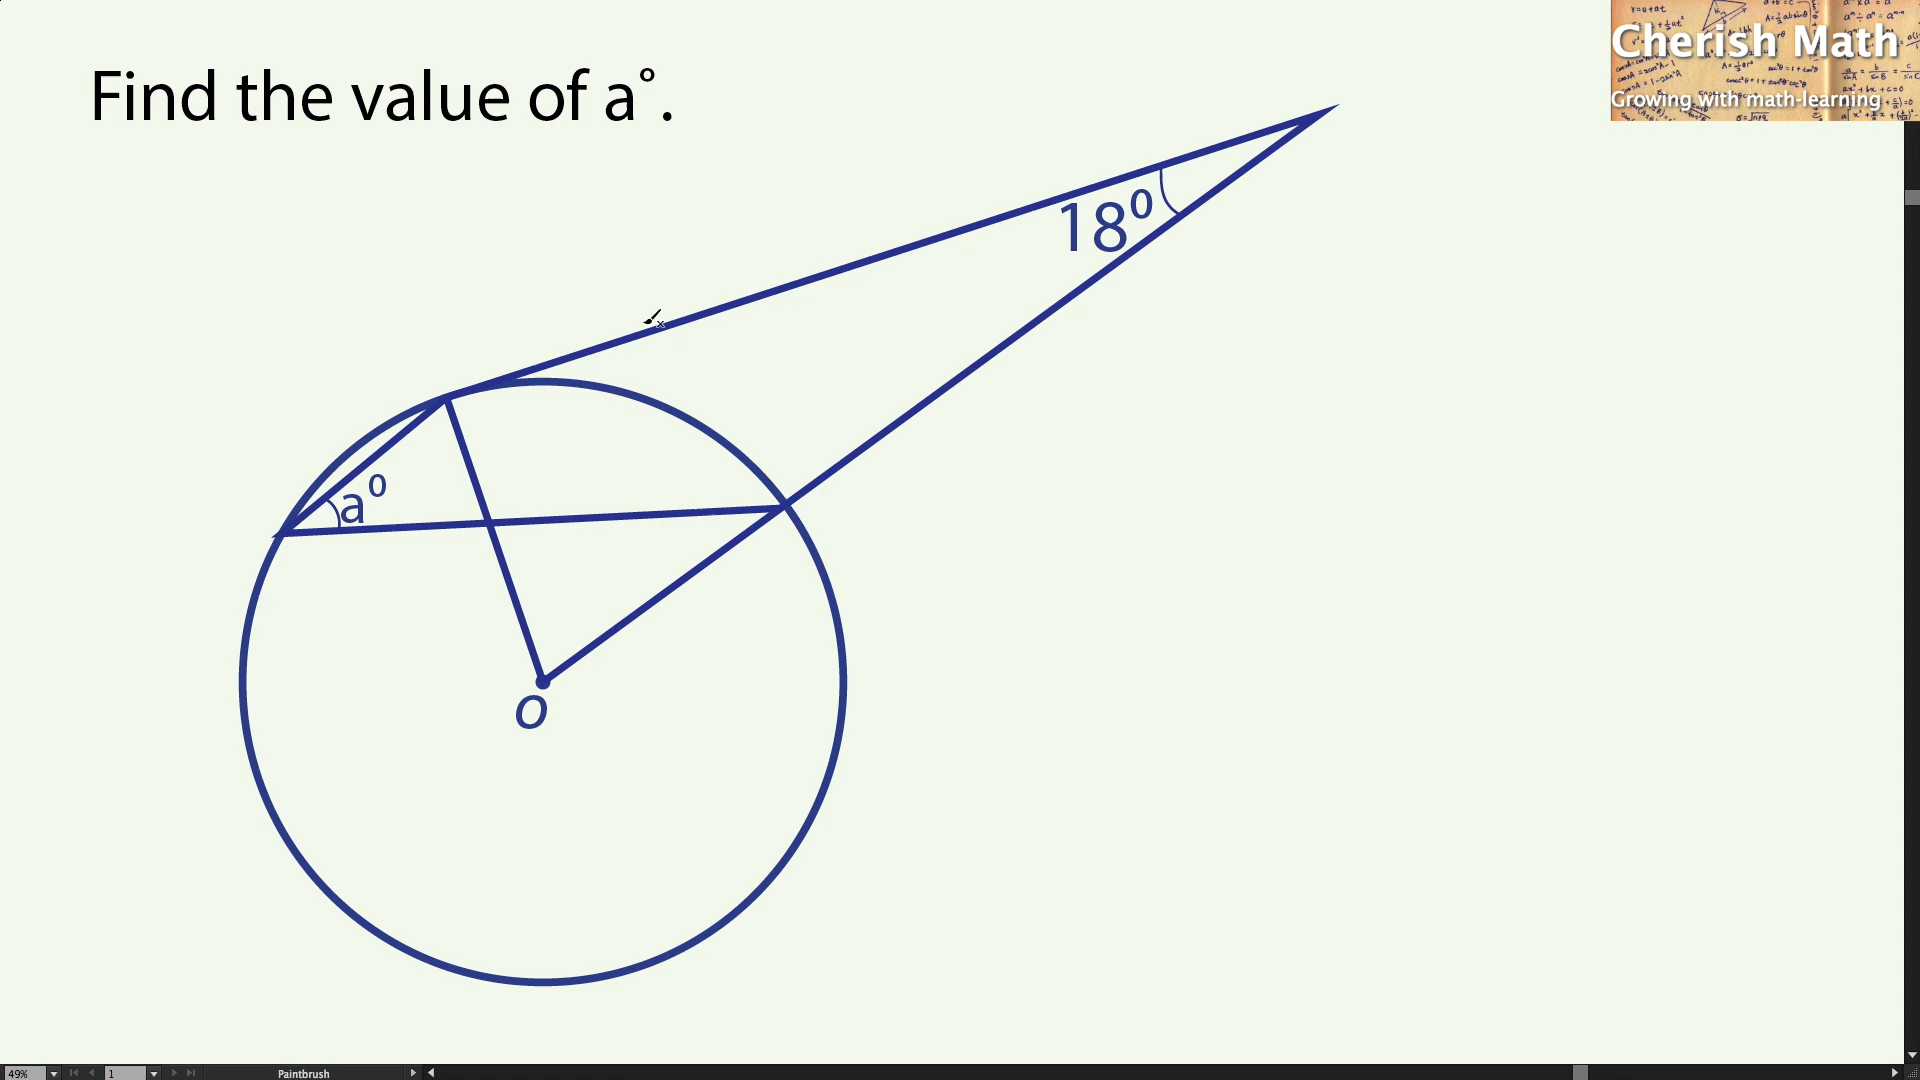 Find the value of a°.
Cherish Math
Growing with math-learning
18⁰
a⁰
O
49%
1
Paintbrush